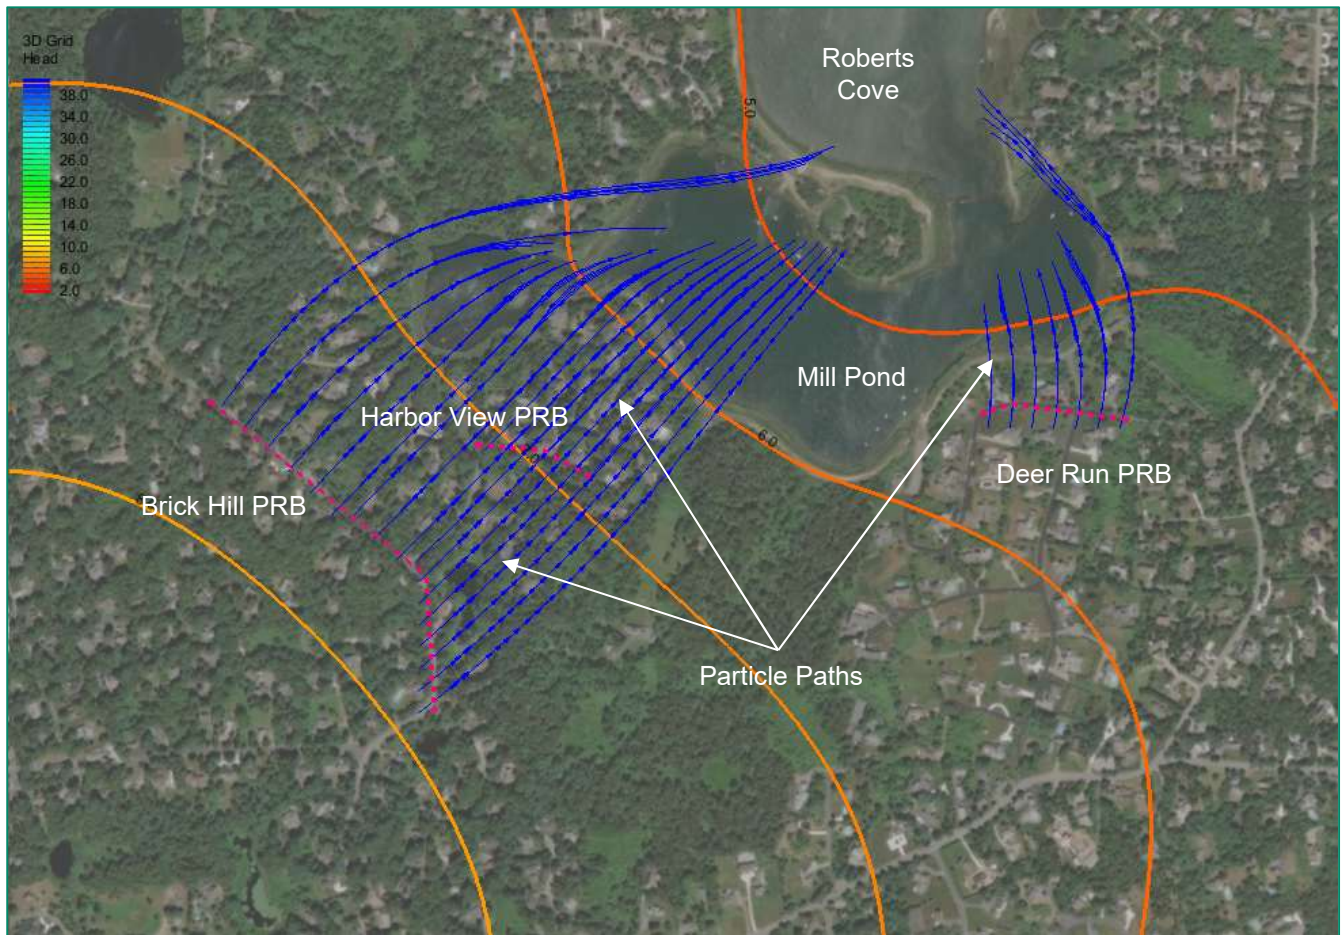 3D Grid
Head
38.0
34.0
30.0
26.0
22.0
18.0
14.0
10.0
6.0
2.0
Roberts
Cove
5.0
Mill Pond
Harbor View PRB
6.0
Deer Run PRB
Brick Hill PRB
Particle Paths